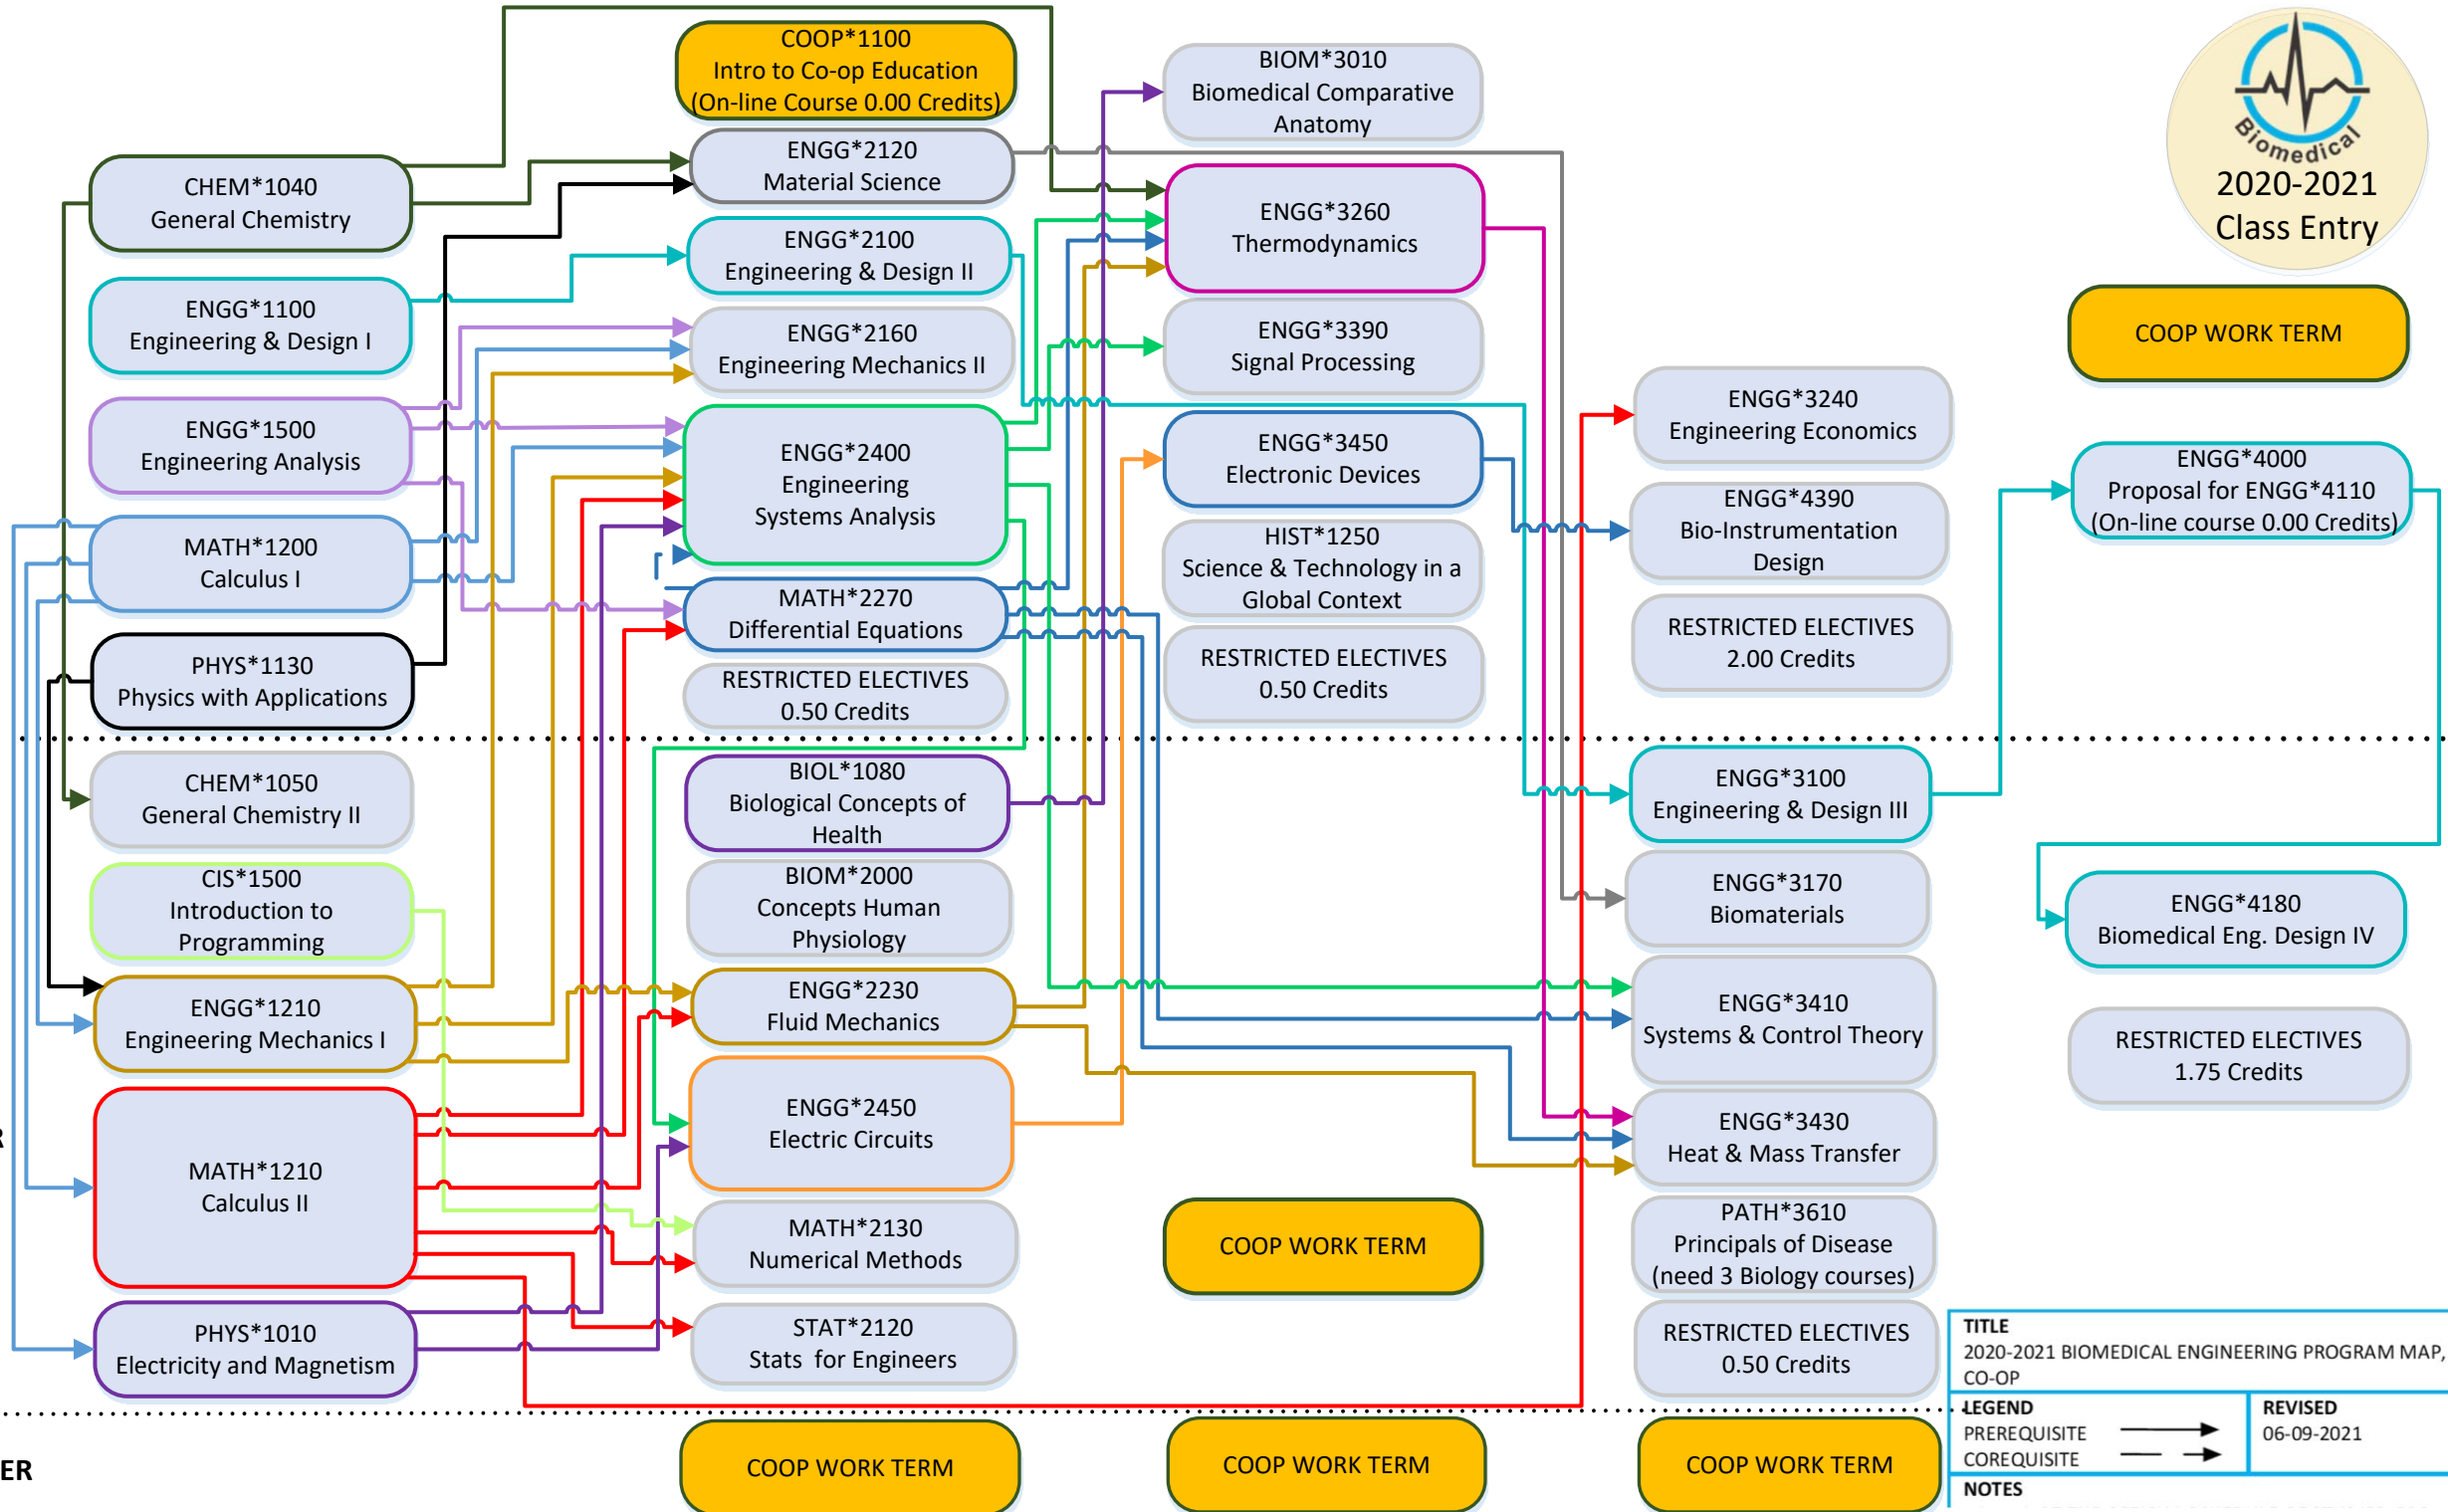 CHEM*1040
General Chemistry
ENGG*1100
Engineering & Design I
ENGG*1500
Engineering Analysis
MATH*1200
Calculus I
PHYS*1130
Physics with Applications
CHEM*1050
General Chemistry II
CIS*1500
Introduction to
Programming
ENGG*1210
Engineering Mechanics I
MATH*1210
Calculus II
PHYS*1010
Electricity and Magnetism
R
ER
COOP*1100
Intro to Co-op Education
(On-line Course 0.00 Credits)
ENGG*2120
Material Science
ENGG*2100
Engineering & Design II
ENGG*2160
Engineering Mechanics II
ENGG*2400
Engineering
Systems Analysis
MATH*2270
Differential Equations
RESTRICTED ELECTIVES
0.50 Credits
BIOL*1080
Biological Concepts of
Health
BIOM*2000
Concepts Human
Physiology
ENGG*2230
Fluid Mechanics
ENGG*2450
Electric Circuits
MATH*2130
Numerical Methods
STAT*2120
Stats for Engineers
COOP WORK TERM
BIOM*3010
Biomedical Comparative
Anatomy
ENGG*3260
Thermodynamics
ENGG*3390
Signal Processing
ENGG*3450
Electronic Devices
HIST*1250
Science & Technology in a
Global Context
RESTRICTED ELECTIVES
0.50 Credits
COOP WORK TERM
COOP WORK TERM
ENGG*3240
Engineering Economics
ENGG*4390
Bio-Instrumentation
Design
RESTRICTED ELECTIVES
2.00 Credits
ENGG*3100
Engineering & Design III
ENGG*3170
Biomaterials
ENGG*3410
Systems & Control Theory
ENGG*3430
Heat & Mass Transfer
PATH*3610
Principals of Disease
(need 3 Biology courses)
RESTRICTED ELECTIVES
0.50 Credits
COOP WORK TERM
Biomedical
2020-2021
Class Entry
COOP WORK TERM
ENGG*4000
Proposal for ENGG*4110
(On-line course 0.00 Credits)
ENGG*4180
Biomedical Eng. Design IV
RESTRICTED ELECTIVES
1.75 Credits
TITLE
2020-2021 BIOMEDICAL ENGINEERING PROGRAM MAP,
CO-OP
LEGEND
PREREQUISITE
COREQUISITE
REVISED
06-09-2021
NOTES